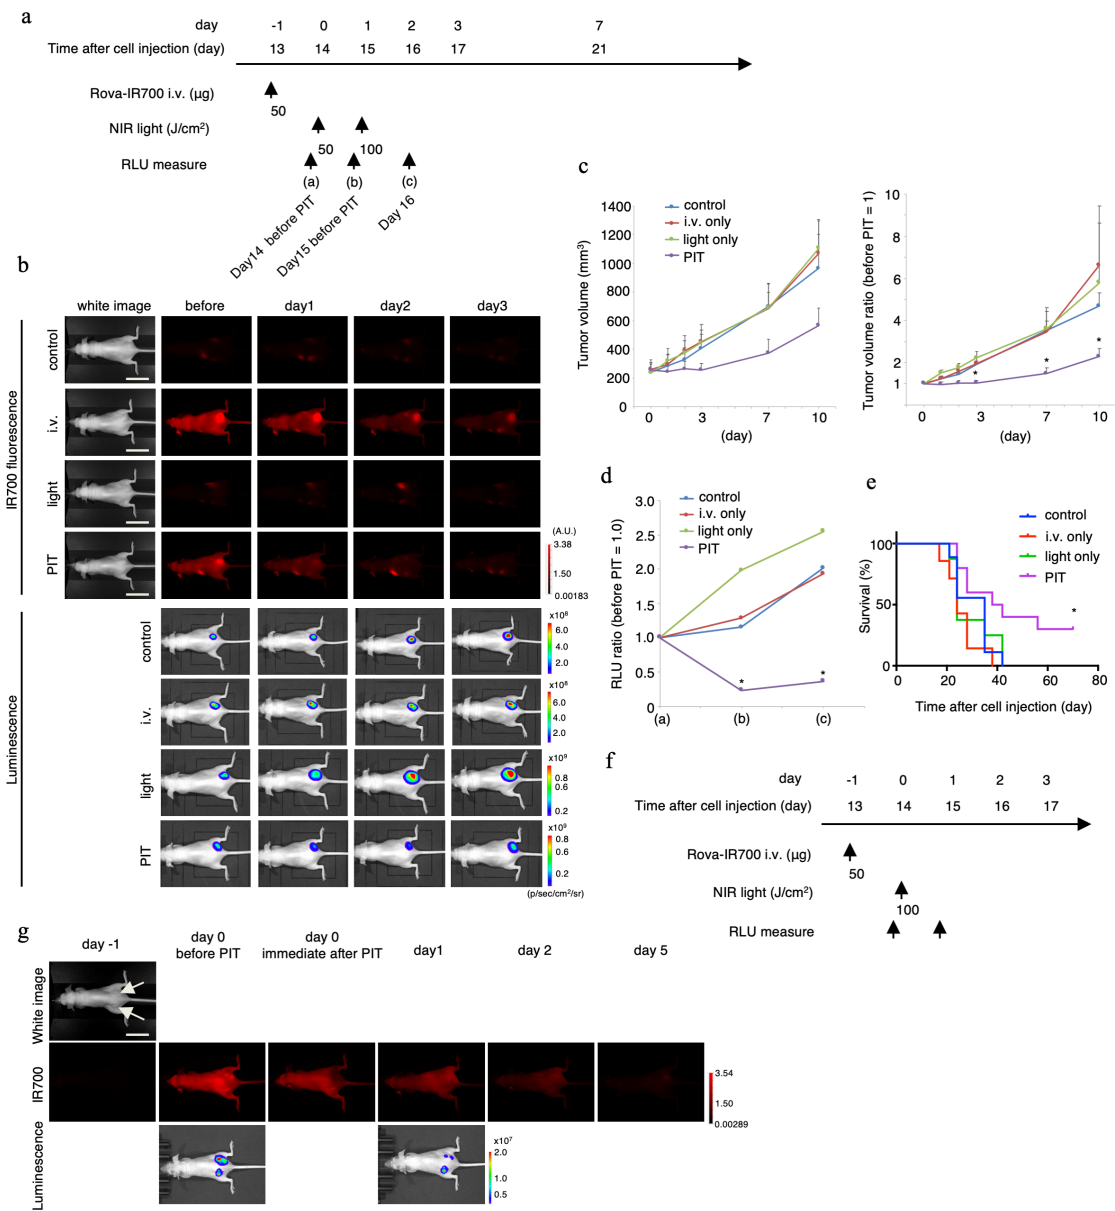 a
day -1 0 1 2 3 7
Time after cell injection (day) 13 14 15 16 17 21
Rova-IR700 i.v. (μg)
50
NIR light (J/cm²)
50 100
RLU measure
(a) (b) (c)
Day14 before PIT
Day15 before PIT
Day 16
b
white image before day1 day2 day3
IR700 fluorescence
control
i.v.
light
PIT
(A.U.)
3.38
1.50
0.00183
Luminescence
control
x10⁸
6.0
4.0
2.0
i.v.
x10⁸
6.0
4.0
2.0
light
x10⁹
0.8
0.6
0.2
PIT
x10⁹
0.8
0.6
0.2
(p/sec/cm²/sr)
c
Tumor volume (mm³)
1400
1200
1000
800
600
400
200
0
control
i.v. only
light only
PIT
0 3 7 10
(day)
Tumor volume ratio (before PIT = 1)
10
8
6
4
2
1
* * *
0 3 7 10
(day)
d
RLU ratio (before PIT = 1.0)
3.0
2.5
2.0
1.5
1.0
0.5
0
control
i.v. only
light only
PIT
* *
(a) (b) (c)
e
Survival (%)
100
50
0
control
i.v. only
light only
PIT
*
0 20 40 60 80
Time after cell injection (day)
f
day -1 0 1 2 3
Time after cell injection (day) 13 14 15 16 17
Rova-IR700 i.v. (μg)
50
NIR light (J/cm²)
100
RLU measure
g
day -1
day 0
before PIT
day 0
immediate after PIT
day1
day 2
day 5
White image
IR700
3.54
1.50
0.00289
Luminescence
x10⁷
2.0
1.0
0.5